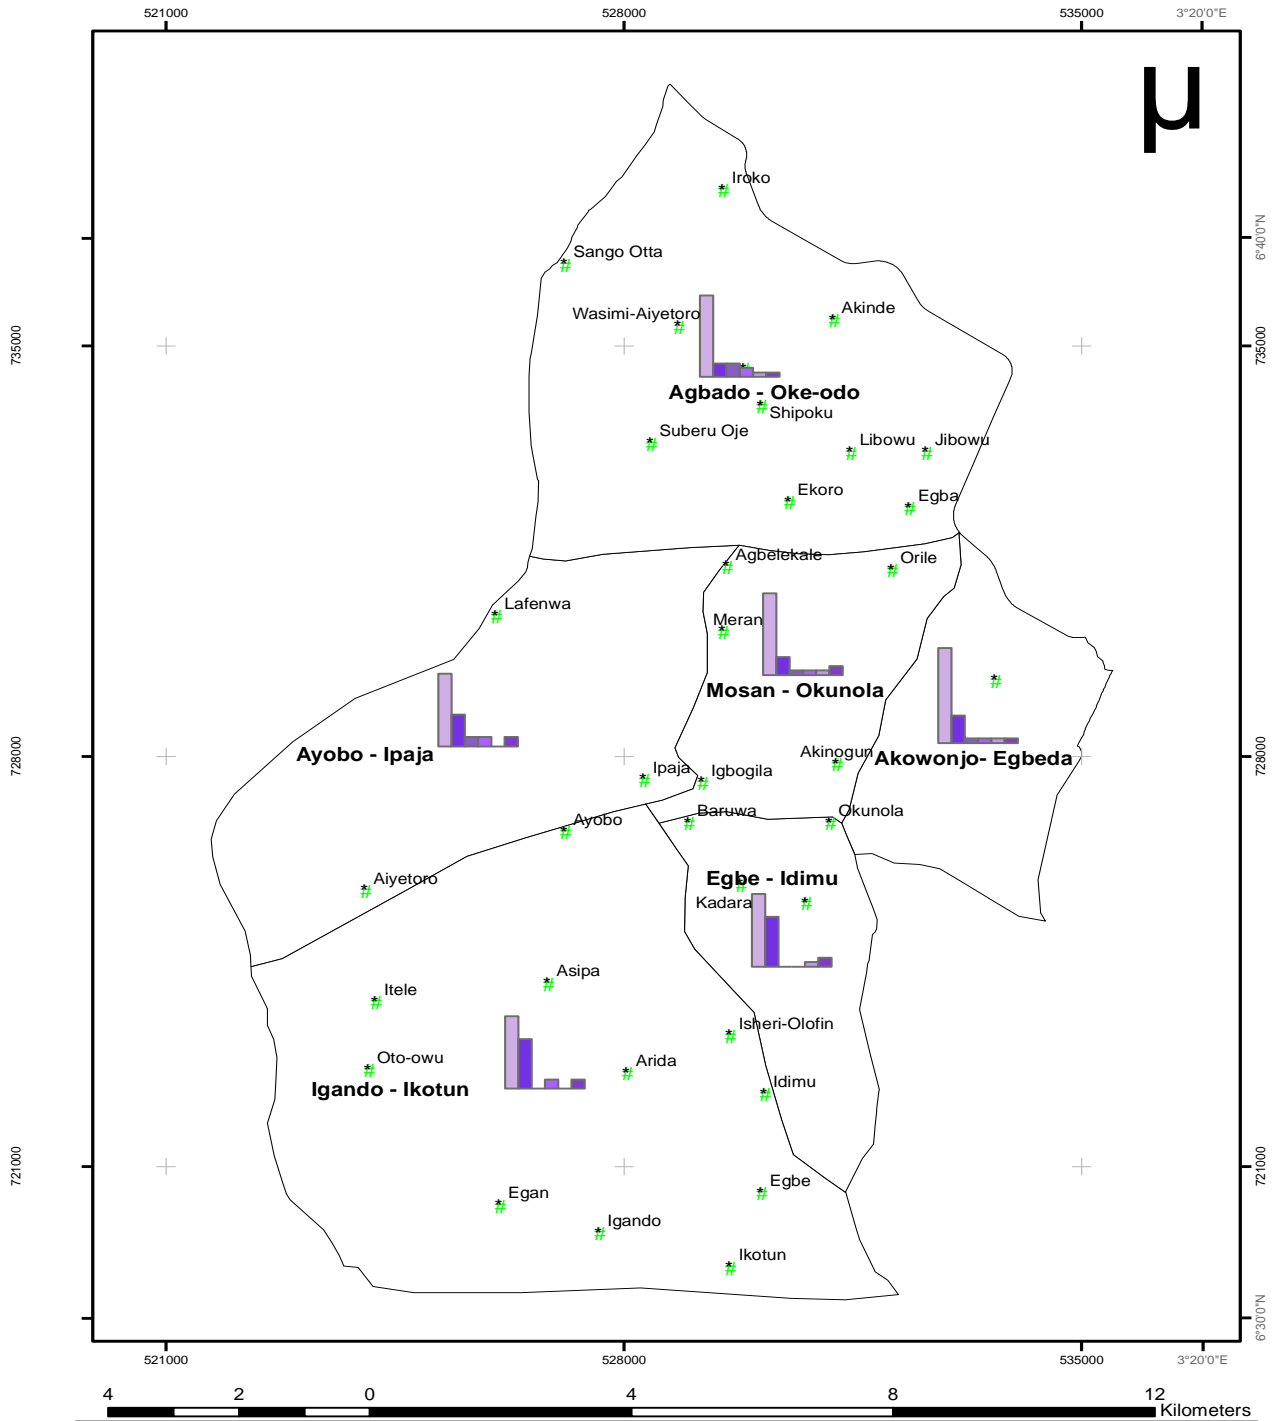 521000 528000 535000 3°20'0"E
µ
Iroko
6°40'0"N
Sango Otta
Wasimi-Aiyetoro
Akinde
735000 735000
Agbado - Oke-odo
Shipoku
Suberu Oje
Libowu Jibowu
Ekoro
Egba
Agbelekale
Orile
Lafenwa
Meran
Mosan - Okunola
Ayobo - Ipaja
Akinogun
Akowonjo- Egbeda
728000 728000
Ipaja Igbogila
Baruwa Okunola
Ayobo
Aiyetoro
Egbe - Idimu
Kadara
Asipa
Itele
Isheri-Olofin
Oto-owu
Arida
Idimu
Igando - Ikotun
721000 721000
Egbe
Egan
Igando
Ikotun
6°30'0"N
521000 528000 535000 3°20'0"E
4 2 0 4 8 12
Kilometers